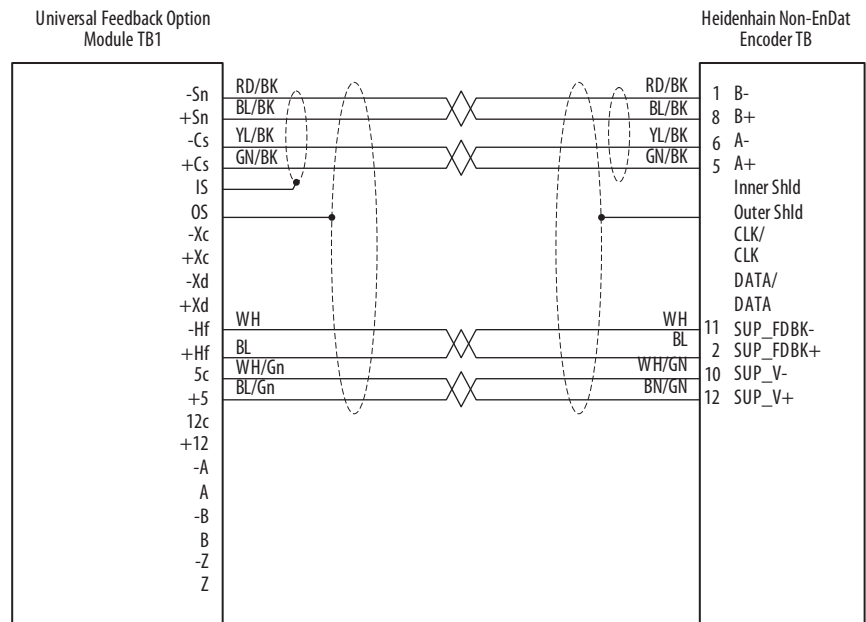 Universal Feedback Option
Module TB1
Heidenhain Non-EnDat
Encoder TB
-Sn RD/BK RD/BK 1 B-
+Sn BL/BK BL/BK 8 B+
-Cs YL/BK YL/BK 6 A-
+Cs GN/BK GN/BK 5 A+
IS Inner Shld
OS Outer Shld
-Xc CLK/
+Xc CLK
-Xd DATA/
+Xd DATA
-Hf WH WH 11 SUP_FDBK-
+Hf BL BL 2 SUP_FDBK+
5c WH/Gn WH/GN 10 SUP_V-
+5 BL/Gn BN/GN 12 SUP_V+
12c
+12
-A
A
-B
B
-Z
Z